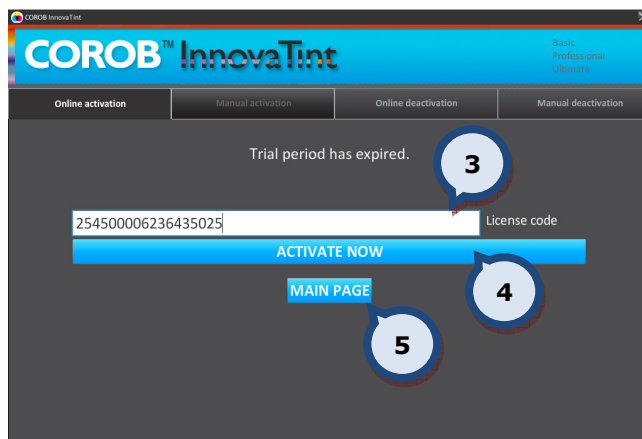 COROB InnovaTint
COROB™ InnovaTint
Basic
Professional
Ultimate
Online activation Manual activation Online deactivation Manual deactivation
Trial period has expired.
3
254500006236435025 License code
ACTIVATE NOW
4
MAIN PAGE
5